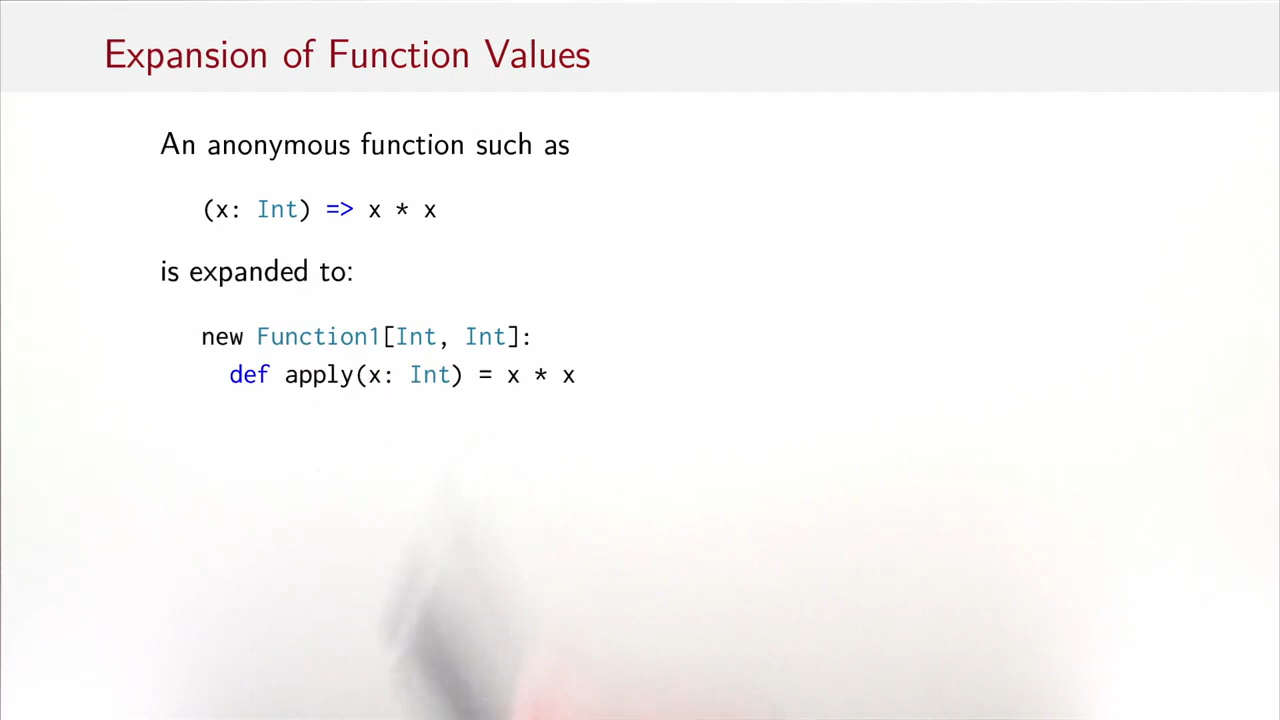 Expansion of Function Values
An anonymous function such as
(x: Int) => x * x
is expanded to:
new Function1[Int, Int]:
def apply(x: Int) = x * x